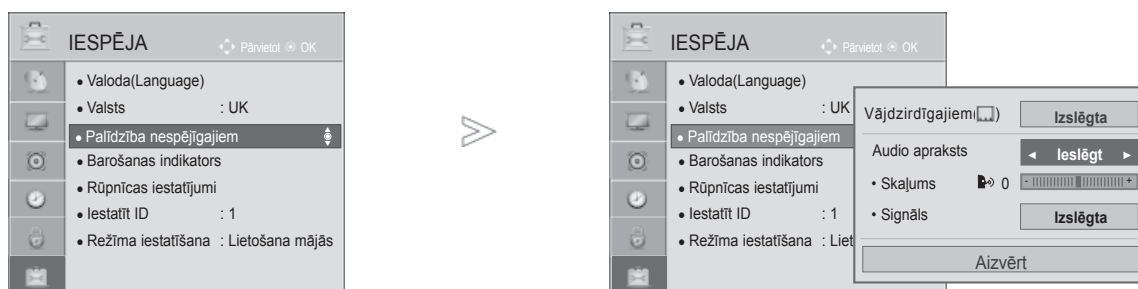 IESPĒJA Pārvietot OK
• Valoda(Language)
• Valsts : UK
• Palīdzība nespējīgajiem
• Barošanas indikators
• Rūpnīcas iestatījumi
• Iestatīt ID : 1
• Režīma iestatīšana : Lietošana mājās
IESPĒJA Pārvietot OK
• Valoda(Language)
• Valsts : UK
• Palīdzība nespējīgajiem
• Barošanas indikators
• Rūpnīcas iestatījumi
• Iestatīt ID : 1
• Režīma iestatīšana : Liet
Vājdzirdīgajiem( ) Izslēgta
Audio apraksts ◄ Ieslēgt ►
• Skaļums 0 - +
• Signāls Izslēgta
Aizvērt